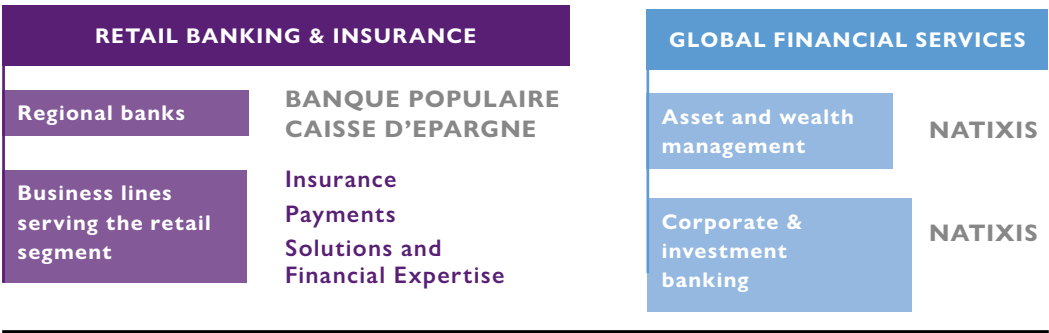 RETAIL BANKING & INSURANCE
Regional banks
BANQUE POPULAIRE
CAISSE D'EPARGNE
Business lines
serving the retail
segment
Insurance
Payments
Solutions and
Financial Expertise
GLOBAL FINANCIAL SERVICES
Asset and wealth
management
NATIXIS
Corporate &
investment
banking
NATIXIS